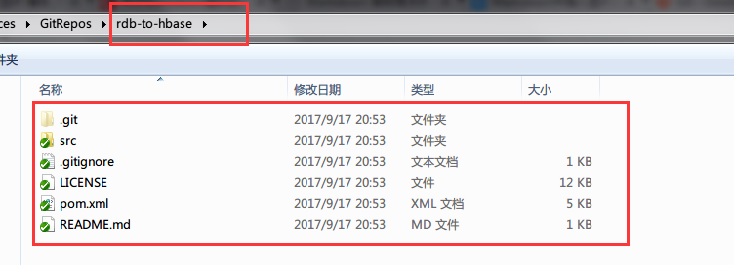 ces ▸ GitRepos ▸ rdb-to-hbase ▸
件夹
名称 修改日期 类型 大小
.git 2017/9/17 20:53 文件夹
src 2017/9/17 20:53 文件夹
.gitignore 2017/9/17 20:53 文本文档 1 KB
LICENSE 2017/9/17 20:53 文件 12 KB
pom.xml 2017/9/17 20:53 XML 文档 5 KB
README.md 2017/9/17 20:53 MD 文件 1 KB